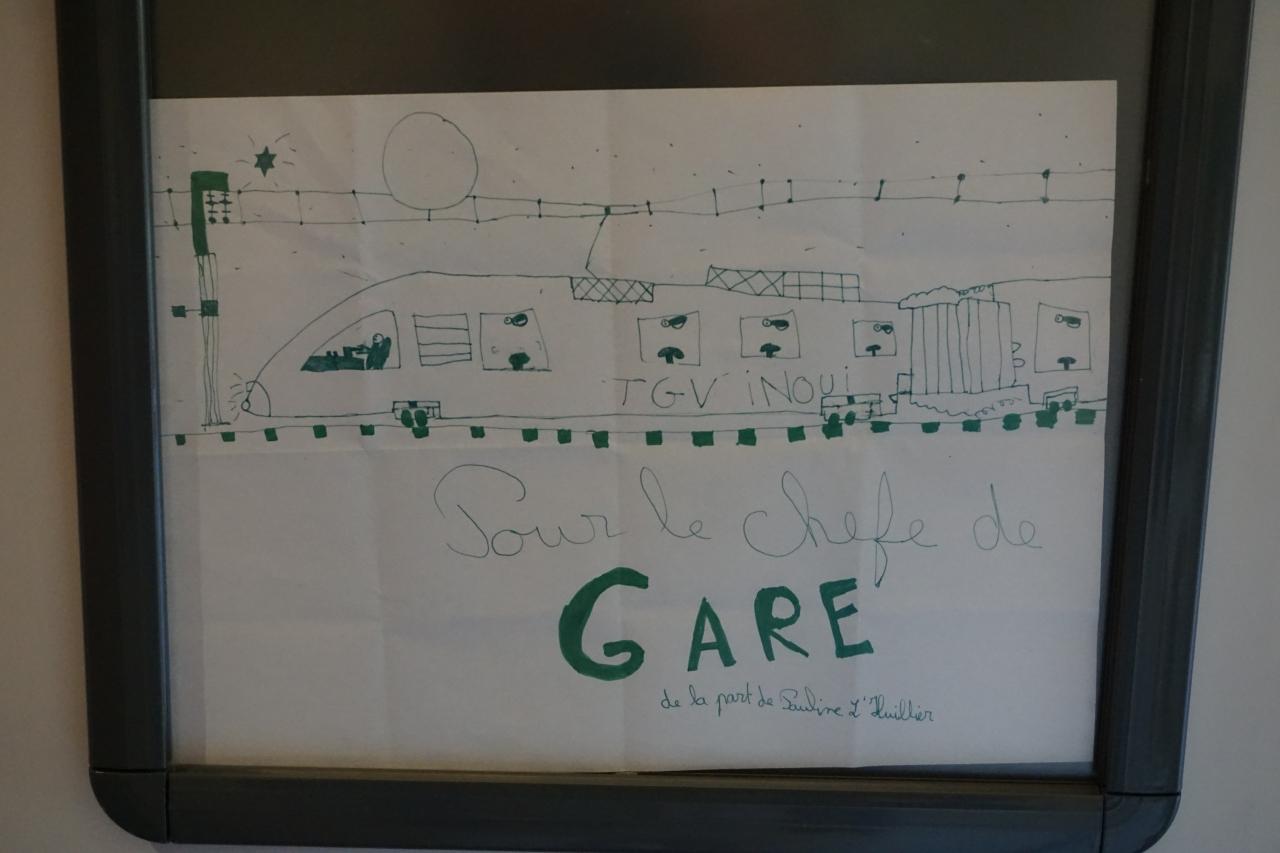 TGV iNOUi
Pour le chefe de
GARE
de la part de Pauline L'Huillier